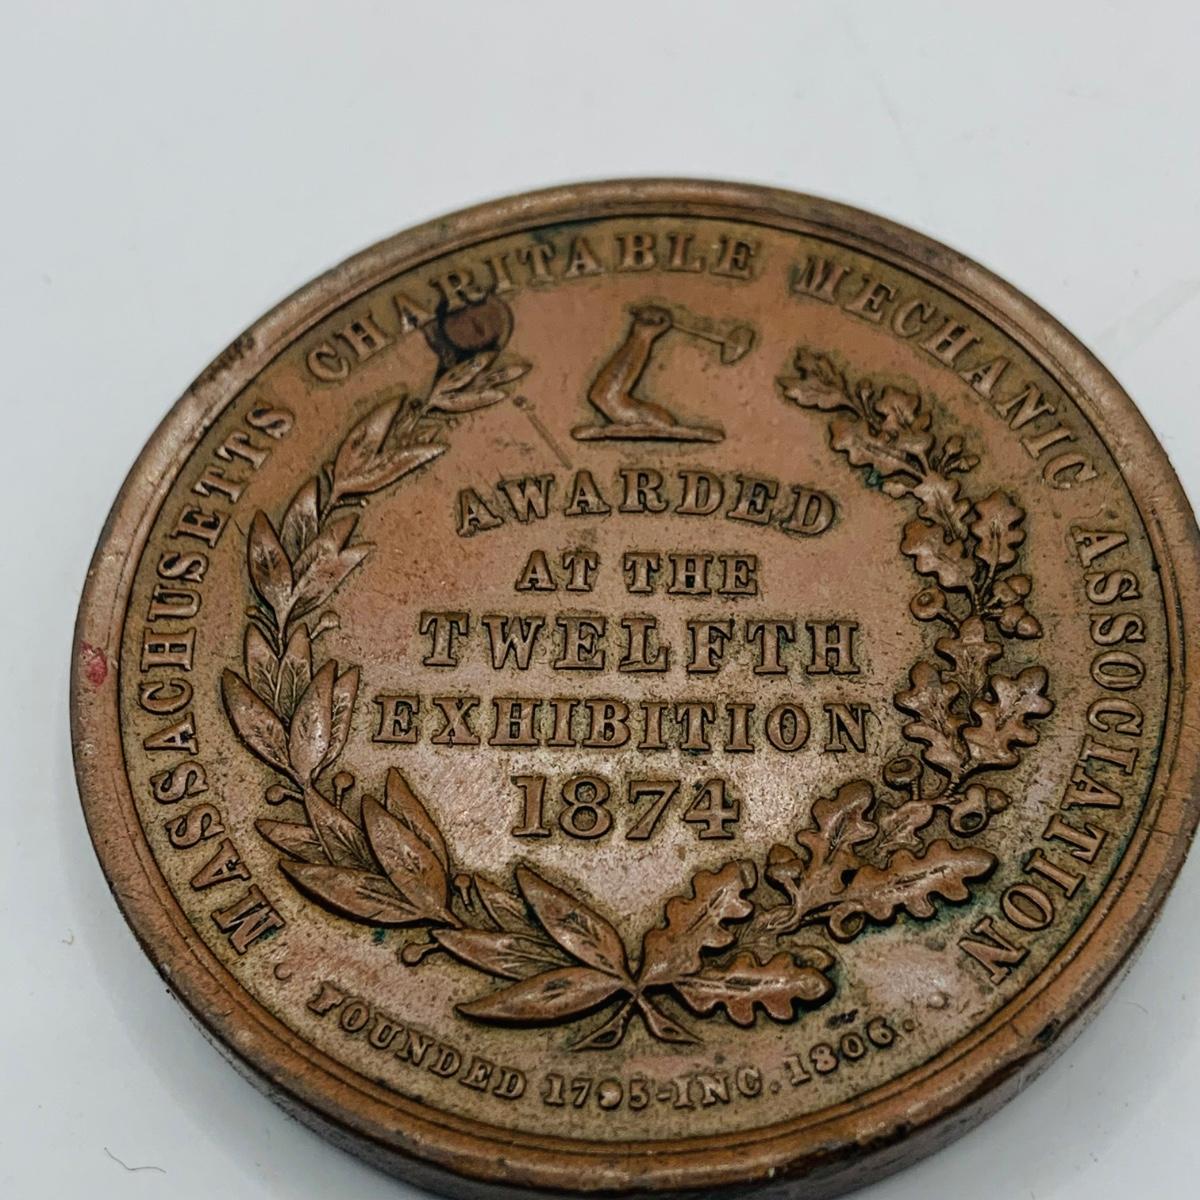 MASSACHUSETTS CHARITABLE MECHANIC ASSOCIATION
AWARDED
AT THE
TWELFTH
EXHIBITION
1874
. FOUNDED 1795-INC. 1806. .